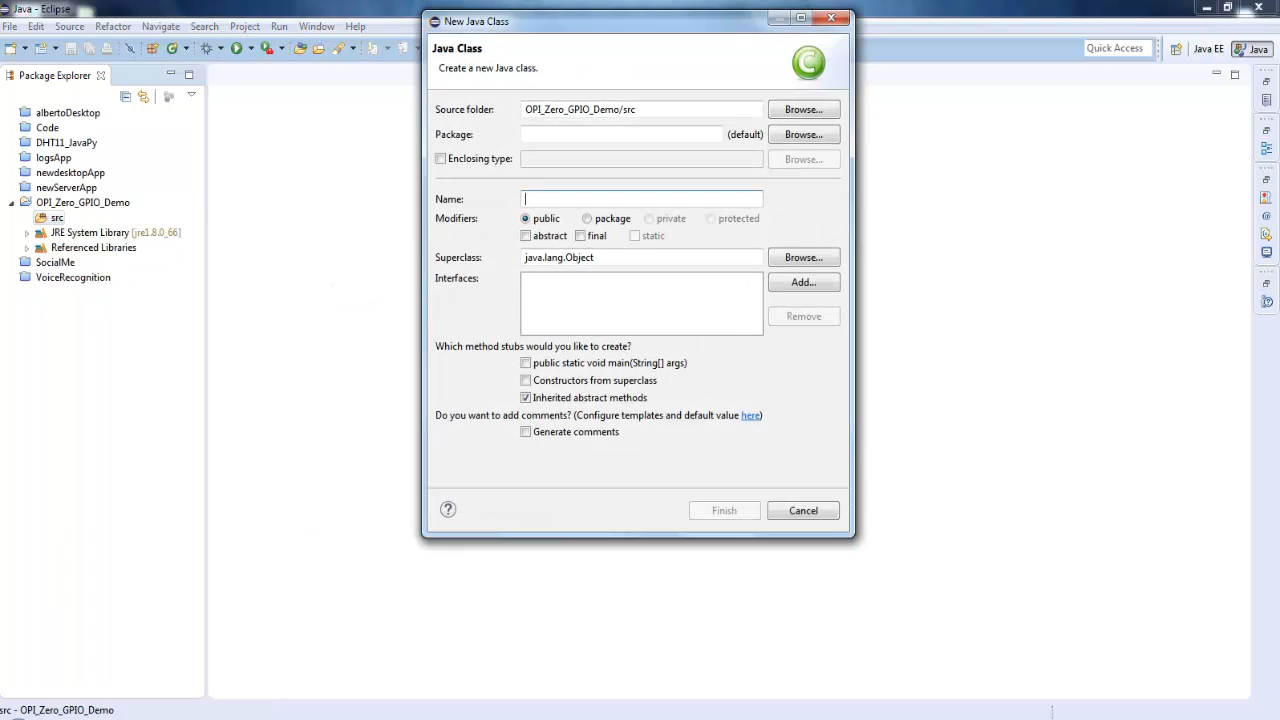 Java - Eclipse
New Java Class
File Edit Source Refactor Navigate Search Project Run Window Help
Java Class
Create a new Java class.
Quick Access
Java EE
Java
Package Explorer
albertoDesktop
Code
DHT11_JavaPy
logsApp
newdesktopApp
newServerApp
OPI_Zero_GPIO_Demo
src
JRE System Library [jre1.8.0_66]
Referenced Libraries
SocialMe
VoiceRecognition
Source folder: OPI_Zero_GPIO_Demo/src Browse...
Package: (default) Browse...
Enclosing type: Browse...
Name:
Modifiers: public package private protected
abstract final static
Superclass: java.lang.Object Browse...
Interfaces: Add...
Remove
Which method stubs would you like to create?
public static void main(String[] args)
Constructors from superclass
Inherited abstract methods
Do you want to add comments? (Configure templates and default value here)
Generate comments
? Finish Cancel
src - OPI_Zero_GPIO_Demo